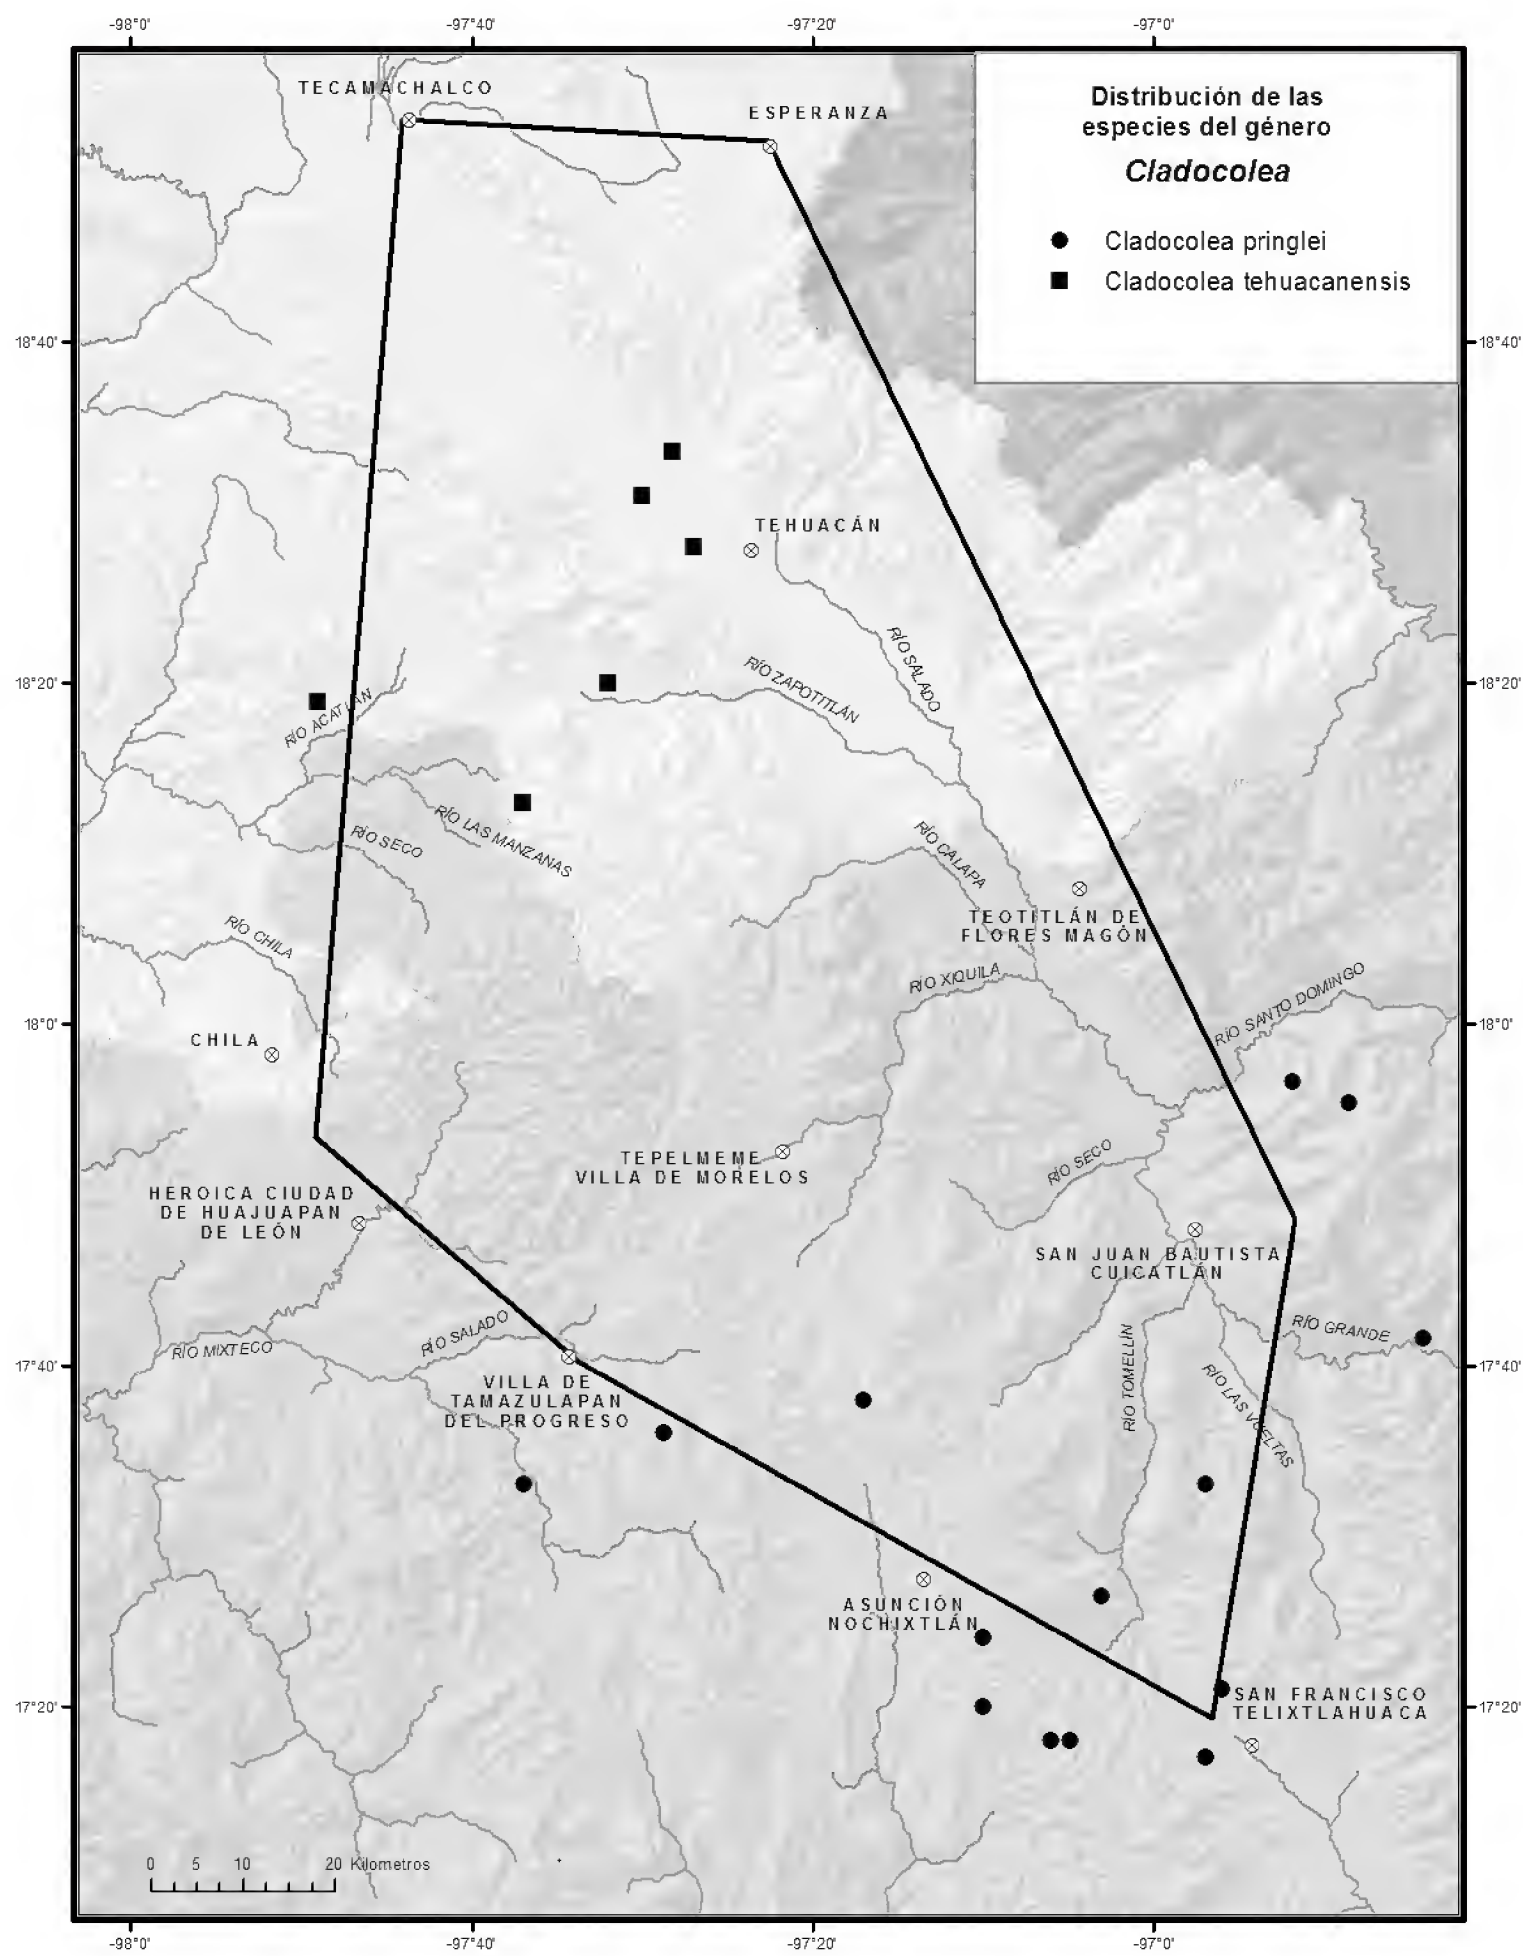 -98°0' -97°40' -97°20' -97°0'
TECAMACHALCO
ESPERANZA
Distribución de las
especies del género
Cladocolea
Cladocolea pringlei
Cladocolea tehuacanensis
18°40' 18°40'
TEHUACÁN
RÍO SALADO
RÍO ZAPOTITLÁN
18°20' 18°20'
RÍO ACATLÁN
RÍO LAS MANZANAS
RÍO SECO
RÍO CALAPA
TEOTITLÁN DE
FLORES MAGÓN
RÍO CHILA
RÍO XIQUILA
RÍO SANTO DOMINGO
18°0' 18°0'
CHILA
TEPELMEME
VILLA DE MORELOS
RÍO SECO
HEROICA CIUDAD
DE HUAJUAPAN
DE LEÓN
SAN JUAN BAUTISTA
CUICATLÁN
RÍO SALADO
RÍO MIXTECO
RÍO GRANDE
RÍO TOMELLÍN
RÍO LAS VUELTAS
17°40' 17°40'
VILLA DE
TAMAZULAPAN
DEL PROGRESO
ASUNCIÓN
NOCHIXTLÁN
SAN FRANCISCO
TELIXTLAHUACA
17°20' 17°20'
0 5 10 20 Kilometros
-98°0' -97°40' -97°20' -97°0'